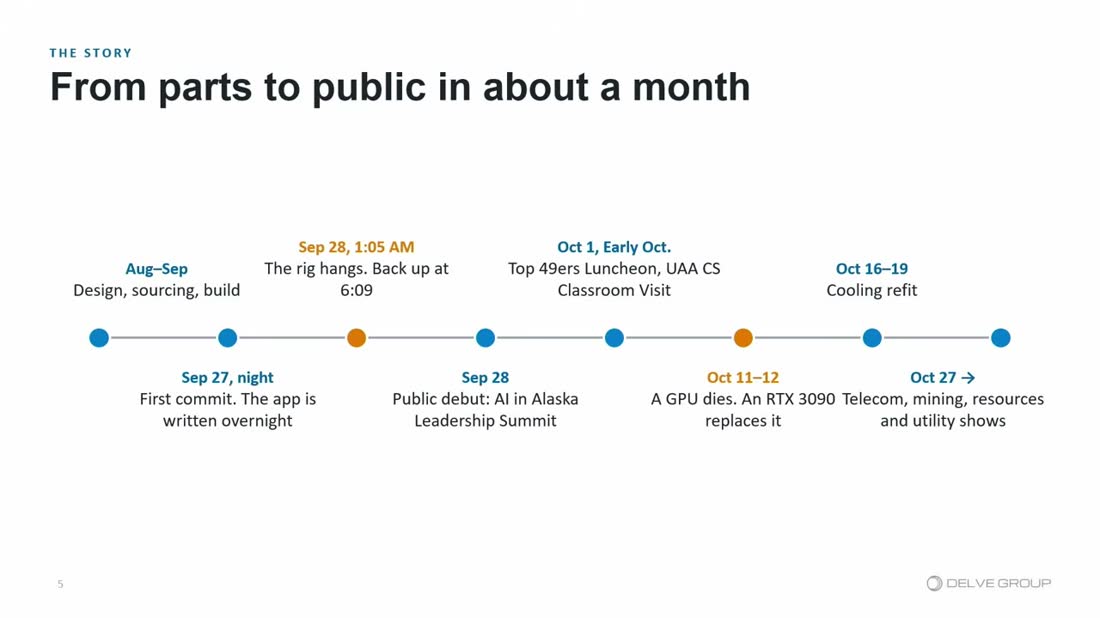 THE STORY
From parts to public in about a month
Aug–Sep
Design, sourcing, build
Sep 27, night
First commit. The app is
written overnight
Sep 28, 1:05 AM
The rig hangs. Back up at
6:09
Sep 28
Public debut: AI in Alaska
Leadership Summit
Oct 1, Early Oct.
Top 49ers Luncheon, UAA CS
Classroom Visit
Oct 11–12
A GPU dies. An RTX 3090
replaces it
Oct 16–19
Cooling refit
Oct 27 →
Telecom, mining, resources
and utility shows
5
DELVE GROUP